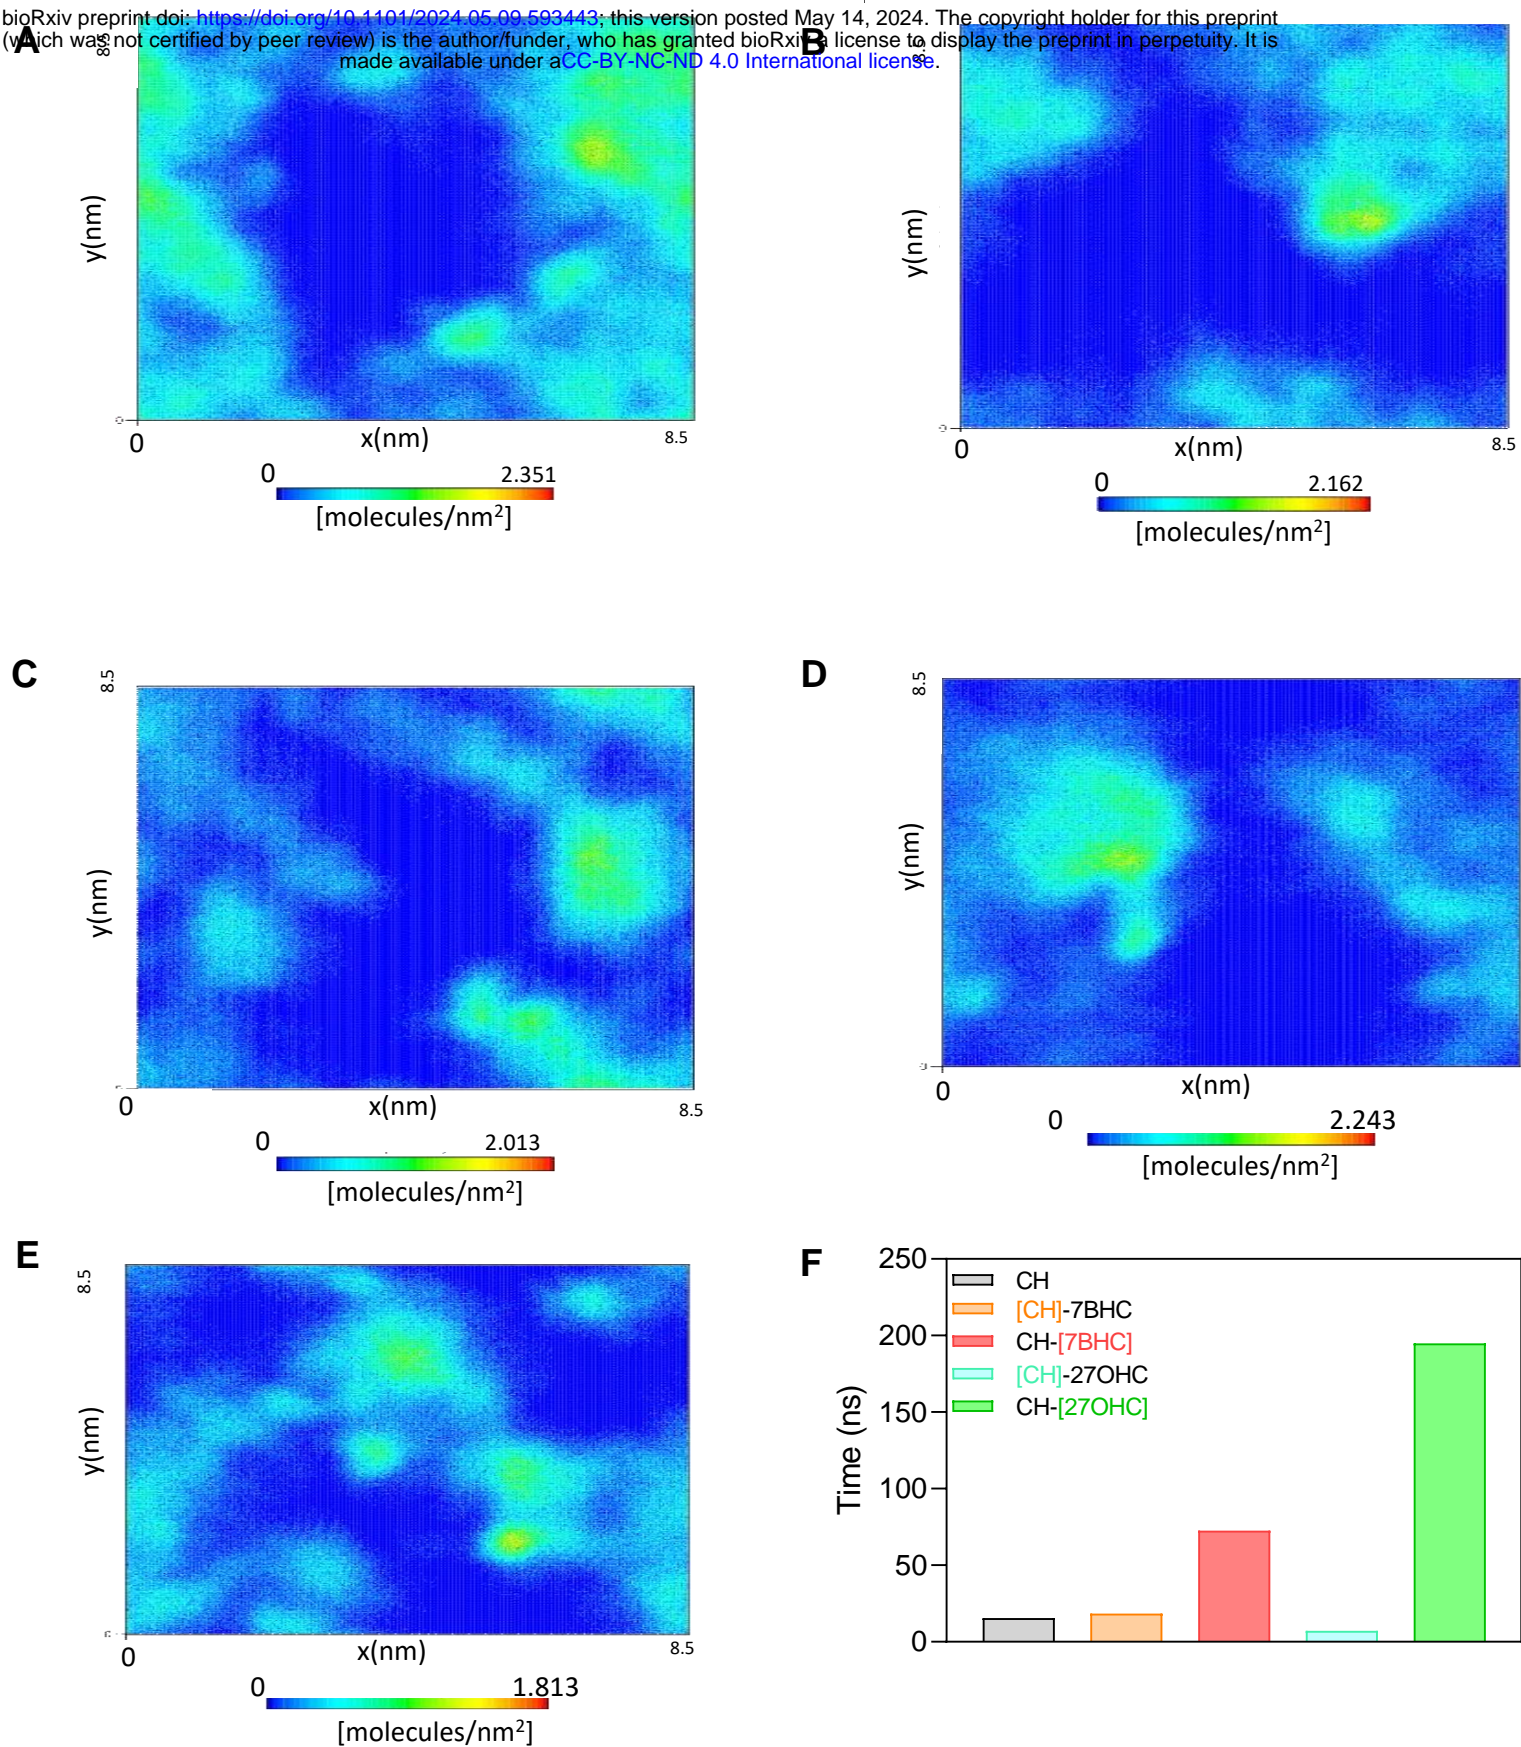 bioRxiv preprint doi: https://doi.org/10.1101/2024.05.09.593443; this version posted May 14, 2024. The copyright holder for this preprint
(which was not certified by peer review) is the author/funder, who has granted bioRxiv a license to display the preprint in perpetuity. It is
made available under aCC-BY-NC-ND 4.0 International license.
A
8.5
y(nm)
0
0
x(nm)
8.5
0
2.351
[molecules/nm²]
B
8.5
y(nm)
0
x(nm)
8.5
0
2.162
[molecules/nm²]
C
8.5
y(nm)
0
x(nm)
8.5
0
2.013
[molecules/nm²]
D
8.5
y(nm)
0
x(nm)
0
2.243
[molecules/nm²]
E
8.5
y(nm)
0
x(nm)
8.5
0
1.813
[molecules/nm²]
F
250
200
150
100
50
0
Time (ns)
CH
[CH]-7BHC
CH-[7BHC]
[CH]-27OHC
CH-[27OHC]